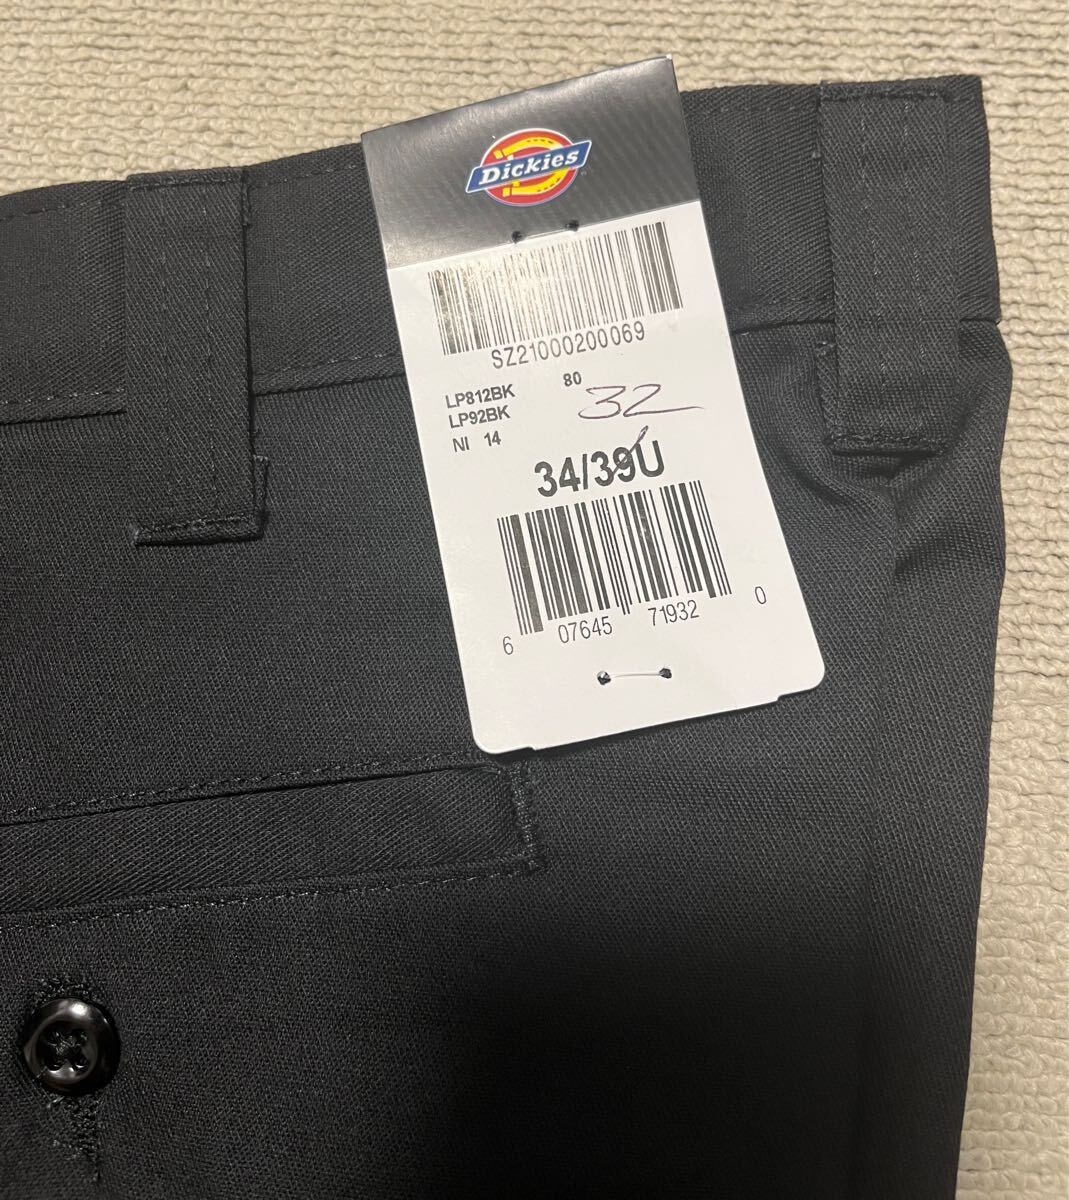 Dickies
SZ21000200069
LP812BK 80
LP92BK 32
NI 14
34/39U
6 07645 71932 0